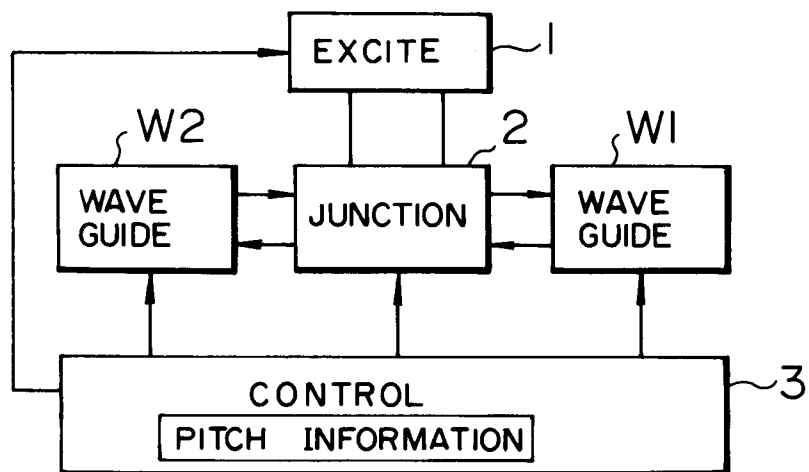 EXCITE
1
W2
2
W1
WAVE
GUIDE
JUNCTION
WAVE
GUIDE
CONTROL
3
PITCH INFORMATION